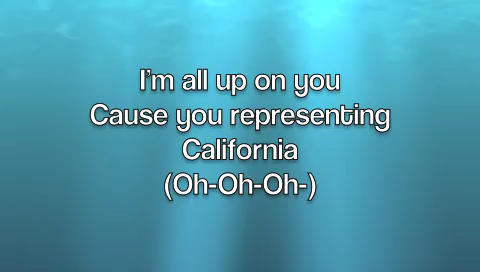 I'm all up on you
Cause you representing
California
(Oh-Oh-Oh-)